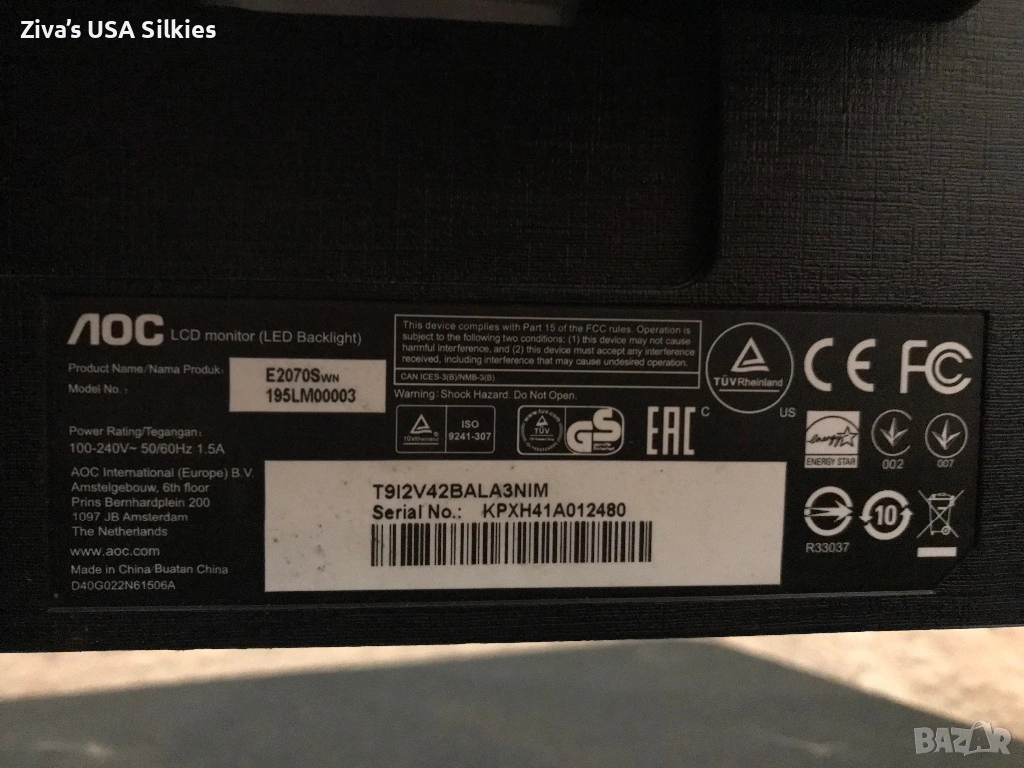 Ziva's USA Silkies
AOC LCD monitor (LED Backlight)
Product Name/Nama Produk: E2070SWN
Model No. : 195LM00003
Power Rating/Tegangan:
100-240V~ 50/60Hz 1.5A
AOC International (Europe) B.V.
Amstelgebouw, 6th floor
Prins Bernhardplein 200
1097 JB Amsterdam
The Netherlands
www.aoc.com
Made in China/Buatan China
D40G022N61506A
This device complies with Part 15 of the FCC rules. Operation is
subject to the following two conditions: (1) this device may not cause
harmful interference, and (2) this device must accept any interference
received, including interference that may cause undesired operation.
CAN ICES-3(B)/NMB-3(B)
Warning: Shock Hazard. Do Not Open.
TÜVRheinland
ISO
9241-307
TÜV
GS
EAC
C
TÜVRheinland
US
CE FC
energy
ENERGY STAR
002
007
R33037
10
T9I2V42BALA3NIM
Serial No.: KPXH41A012480
BAZAR